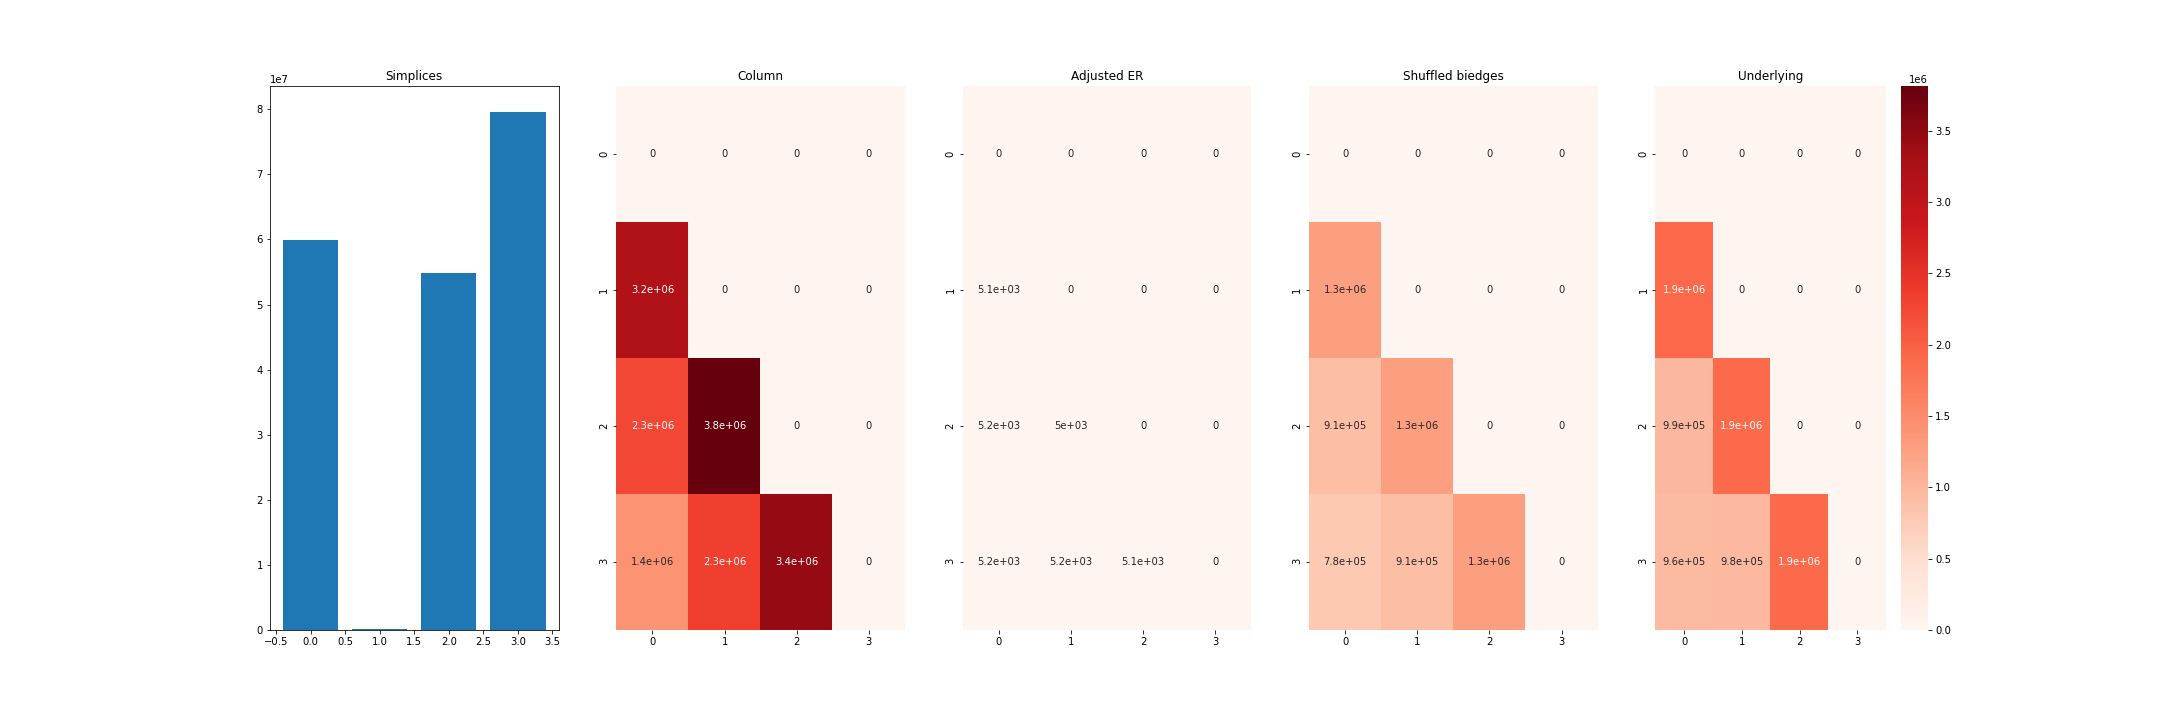 Simplices
1e7
8
7
6
5
4
3
2
1
0
−0.5 0.0 0.5 1.0 1.5 2.0 2.5 3.0 3.5
Column
0 0 0 0 0
1 3.2e+06 0 0 0
2 2.3e+06 3.8e+06 0 0
3 1.4e+06 2.3e+06 3.4e+06 0
0 1 2 3
Adjusted ER
0 0 0 0 0
1 5.1e+03 0 0 0
2 5.2e+03 5e+03 0 0
3 5.2e+03 5.2e+03 5.1e+03 0
0 1 2 3
Shuffled biedges
0 0 0 0 0
1 1.3e+06 0 0 0
2 9.1e+05 1.3e+06 0 0
3 7.8e+05 9.1e+05 1.3e+06 0
0 1 2 3
Underlying
0 0 0 0 0
1 1.9e+06 0 0 0
2 9.9e+05 1.9e+06 0 0
3 9.6e+05 9.8e+05 1.9e+06 0
0 1 2 3
1e6
3.5
3.0
2.5
2.0
1.5
1.0
0.5
0.0